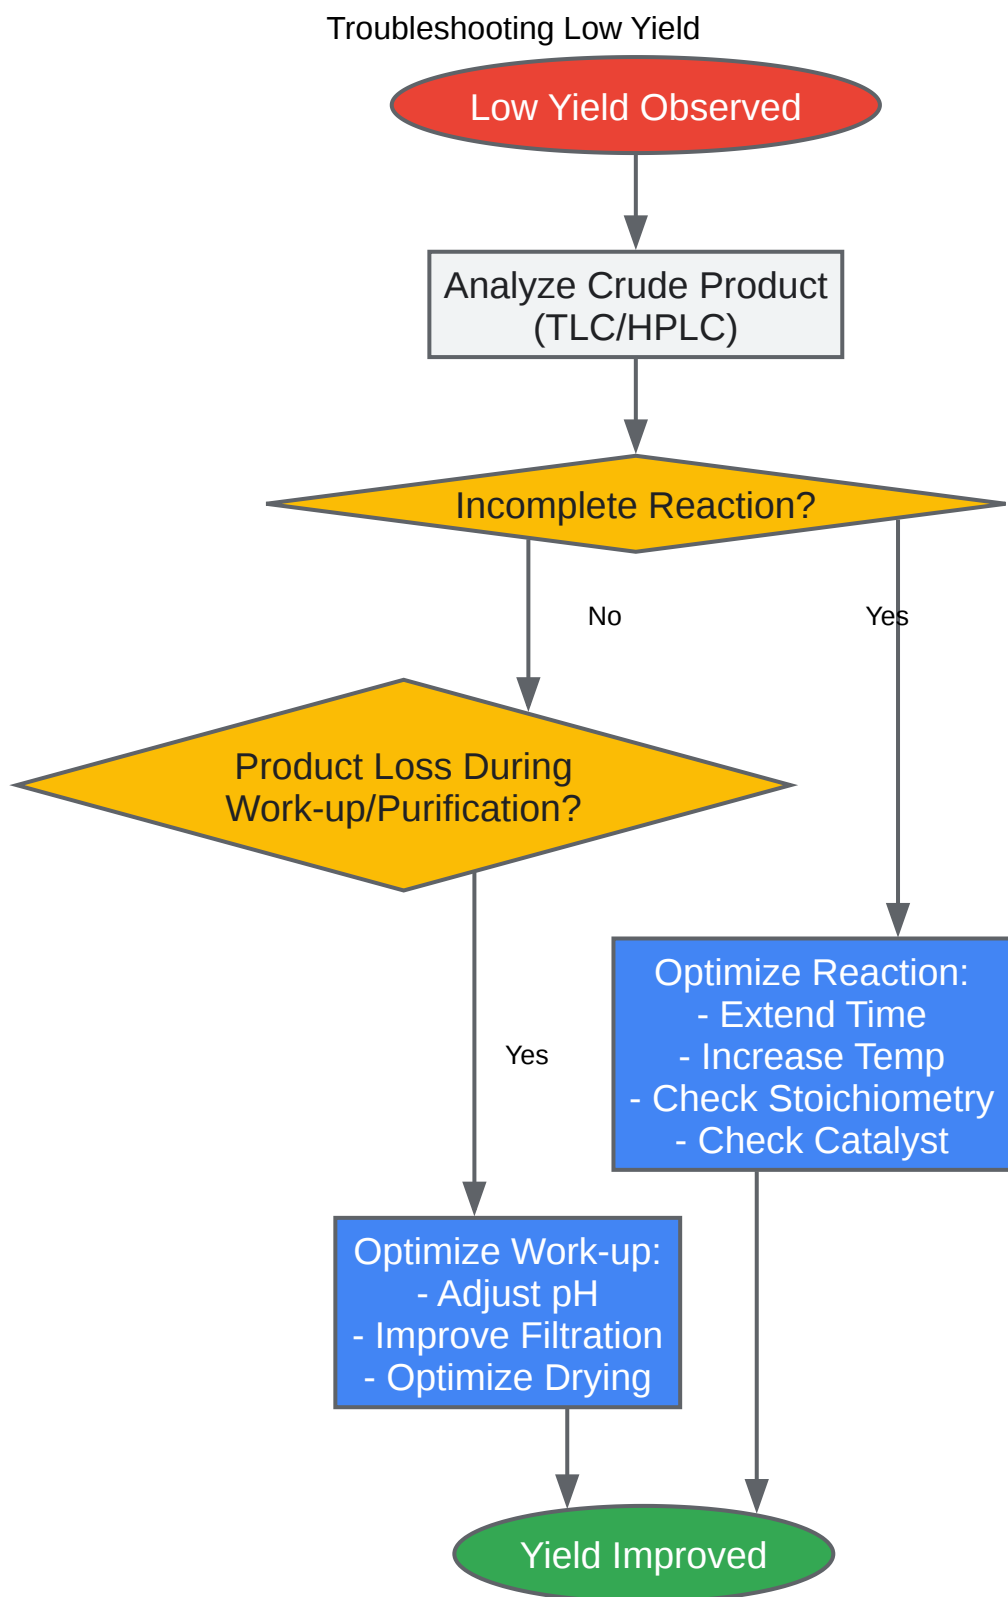 Troubleshooting Low Yield
Low Yield Observed
Analyze Crude Product
(TLC/HPLC)
Incomplete Reaction?
No
Yes
Product Loss During
Work-up/Purification?
Optimize Reaction:
- Extend Time
- Increase Temp
- Check Stoichiometry
- Check Catalyst
Yes
Optimize Work-up:
- Adjust pH
- Improve Filtration
- Optimize Drying
Yield Improved